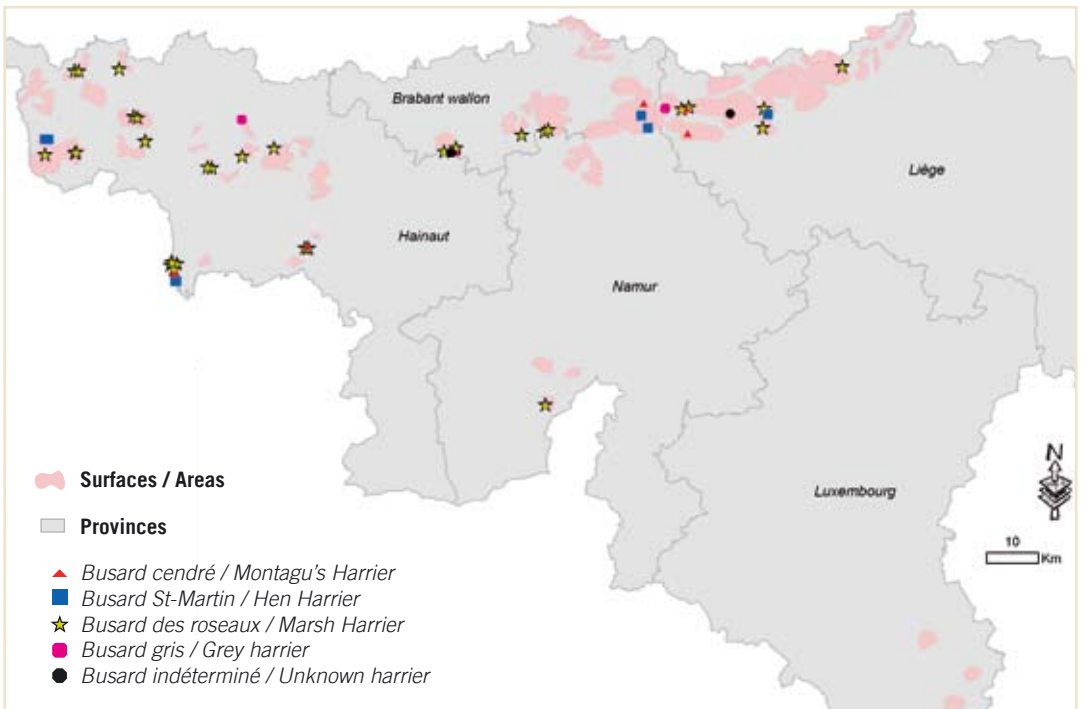 Brabant wallon
Liège
Hainaut
Namur
Luxembourg
N
10
Km
Surfaces / Areas
Provinces
Busard cendré / Montagu's Harrier
Busard St-Martin / Hen Harrier
Busard des roseaux / Marsh Harrier
Busard gris / Grey harrier
Busard indéterminé / Unknown harrier